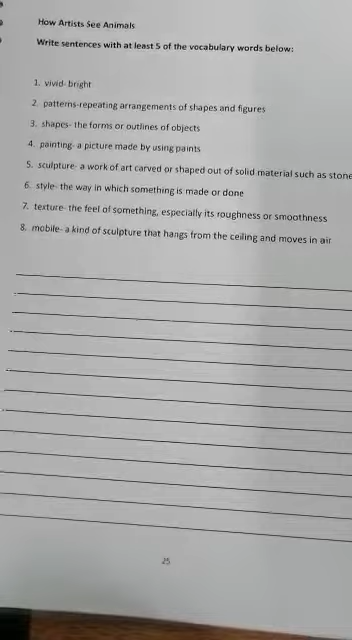 How Artists See Animals
Write sentences with at least 5 of the vocabulary words below:
1. vivid- bright
2. patterns-repeating arrangements of shapes and figures
3. shapes- the forms or outlines of objects
4. painting- a picture made by using paints
5. sculpture- a work of art carved or shaped out of solid material such as stone
6. style- the way in which something is made or done
7. texture- the feel of something, especially its roughness or smoothness
8. mobile- a kind of sculpture that hangs from the ceiling and moves in air
25